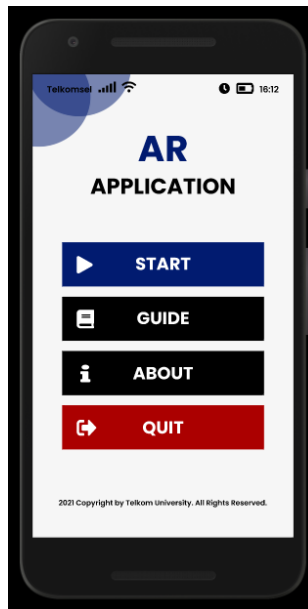 Telkomsel 16:12
AR
APPLICATION
START
GUIDE
ABOUT
QUIT
2021 Copyright by Telkom University. All Rights Reserved.